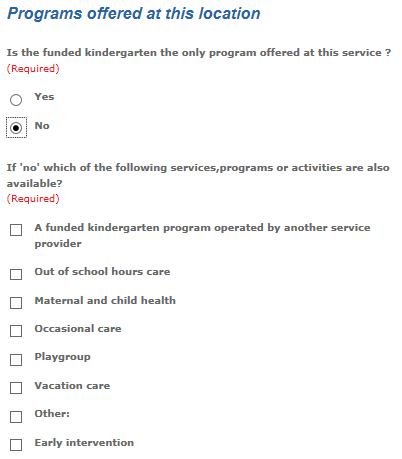 Programs offered at this location
Is the funded kindergarten the only program offered at this service ?
(Required)
Yes
No
If 'no' which of the following services,programs or activities are also
available?
(Required)
A funded kindergarten program operated by another service
provider
Out of school hours care
Maternal and child health
Occasional care
Playgroup
Vacation care
Other:
Early intervention